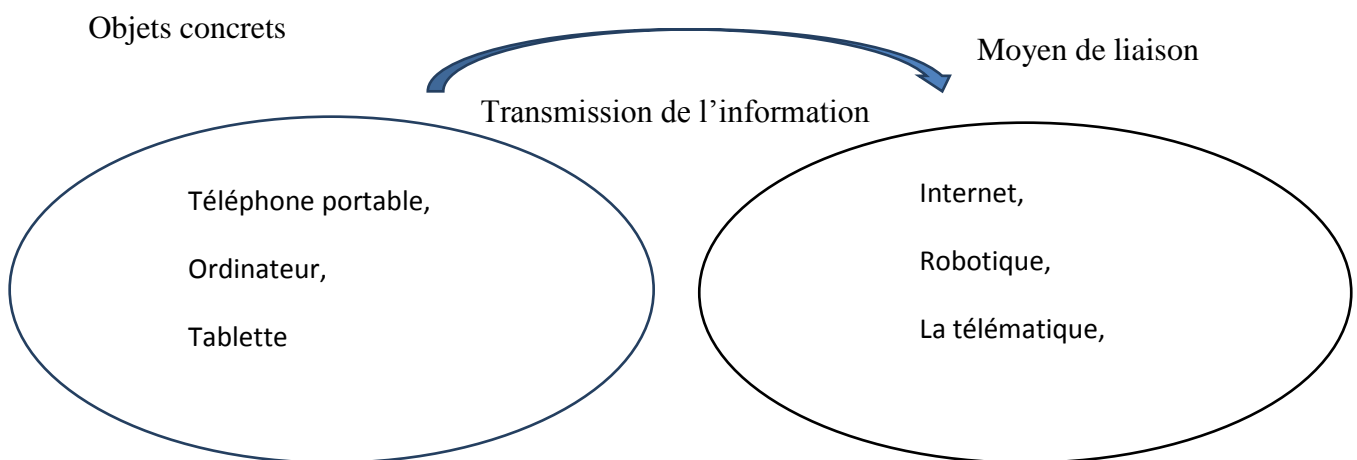 Objets concrets
Moyen de liaison
Transmission de l’information
Téléphone portable,
Ordinateur,
Tablette
Internet,
Robotique,
La télématique,